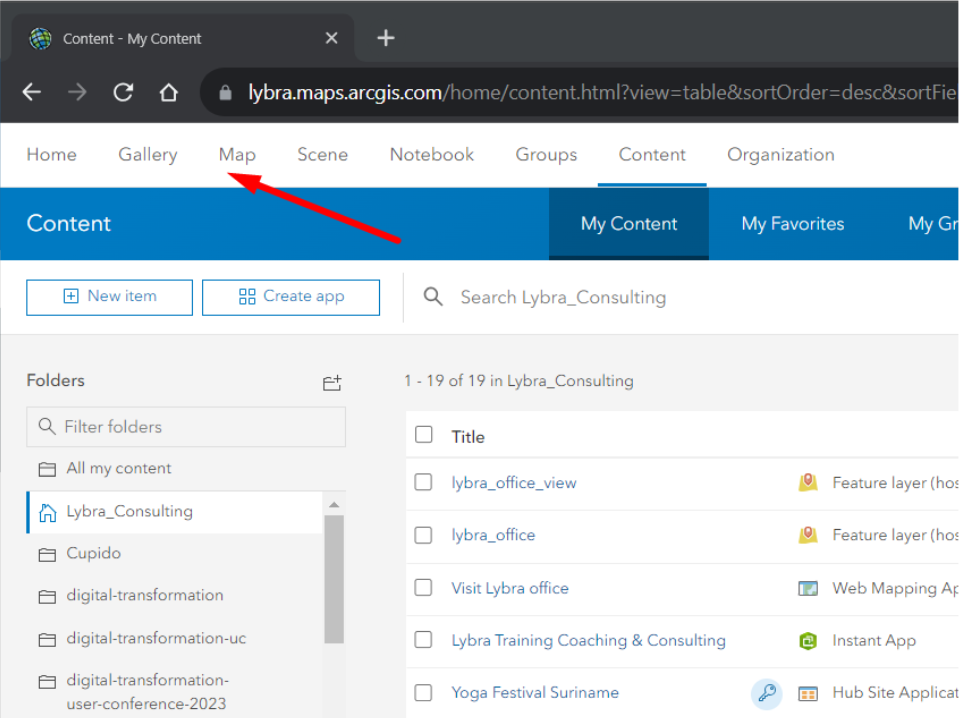 Content - My Content
lybra.maps.arcgis.com/home/content.html?view=table&sortOrder=desc&sortFie
Home Gallery Map Scene Notebook Groups Content Organization
Content My Content My Favorites My Gr
New item Create app Search Lybra_Consulting
Folders 1 - 19 of 19 in Lybra_Consulting
Filter folders Title
All my content
lybra_office_view Feature layer (hos
Lybra_Consulting
lybra_office Feature layer (hos
Cupido
Visit Lybra office Web Mapping Ap
digital-transformation
Lybra Training Coaching & Consulting Instant App
digital-transformation-uc
Yoga Festival Suriname Hub Site Applicat
digital-transformation-
user-conference-2023